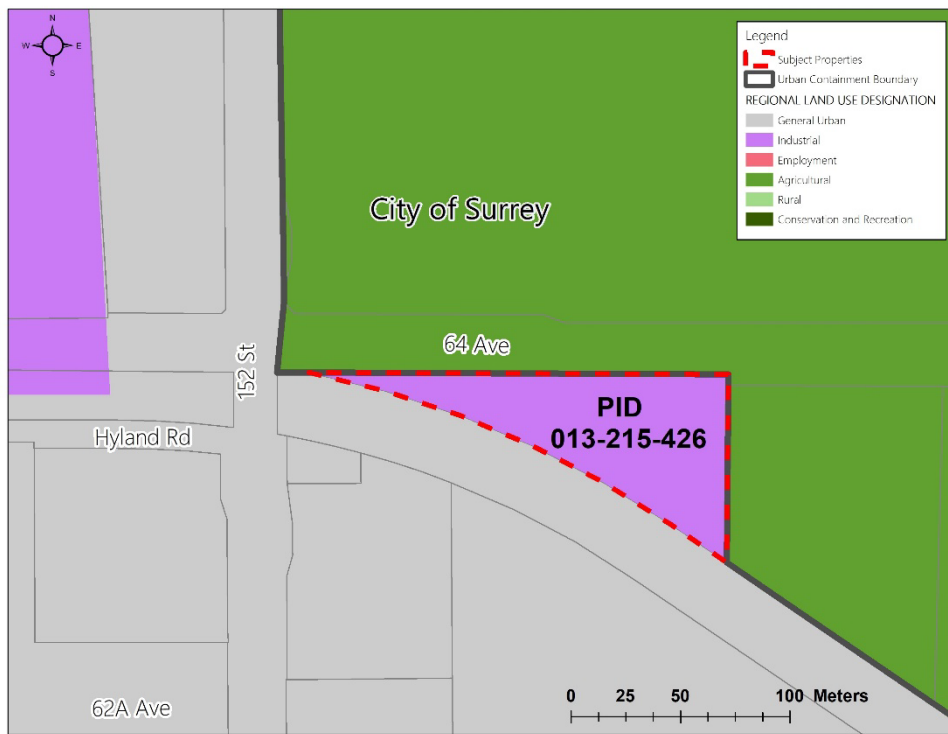 N
W E
S
Legend
Subject Properties
Urban Containment Boundary
REGIONAL LAND USE DESIGNATION
General Urban
Industrial
Employment
Agricultural
Rural
Conservation and Recreation
City of Surrey
64 Ave
152 St
PID
013-215-426
Hyland Rd
62A Ave
0 25 50 100 Meters